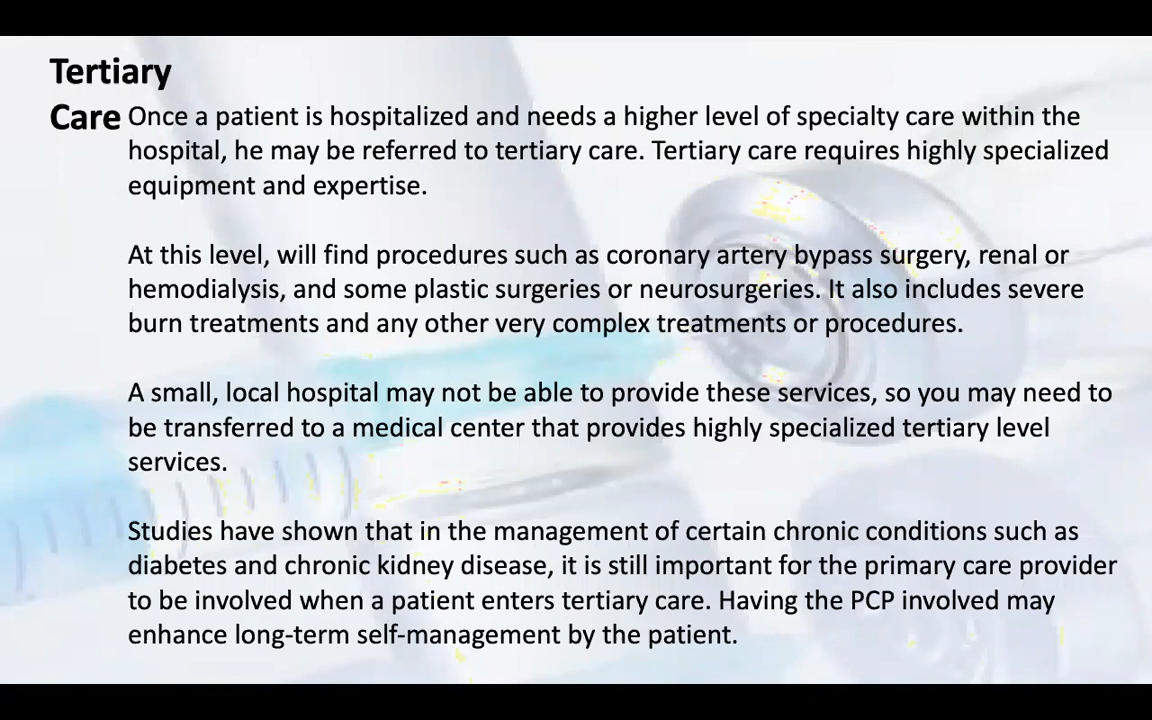 Tertiary
Care
Once a patient is hospitalized and needs a higher level of specialty care within the
hospital, he may be referred to tertiary care. Tertiary care requires highly specialized
equipment and expertise.
At this level, will find procedures such as coronary artery bypass surgery, renal or
hemodialysis, and some plastic surgeries or neurosurgeries. It also includes severe
burn treatments and any other very complex treatments or procedures.
A small, local hospital may not be able to provide these services, so you may need to
be transferred to a medical center that provides highly specialized tertiary level
services.
Studies have shown that in the management of certain chronic conditions such as
diabetes and chronic kidney disease, it is still important for the primary care provider
to be involved when a patient enters tertiary care. Having the PCP involved may
enhance long-term self-management by the patient.